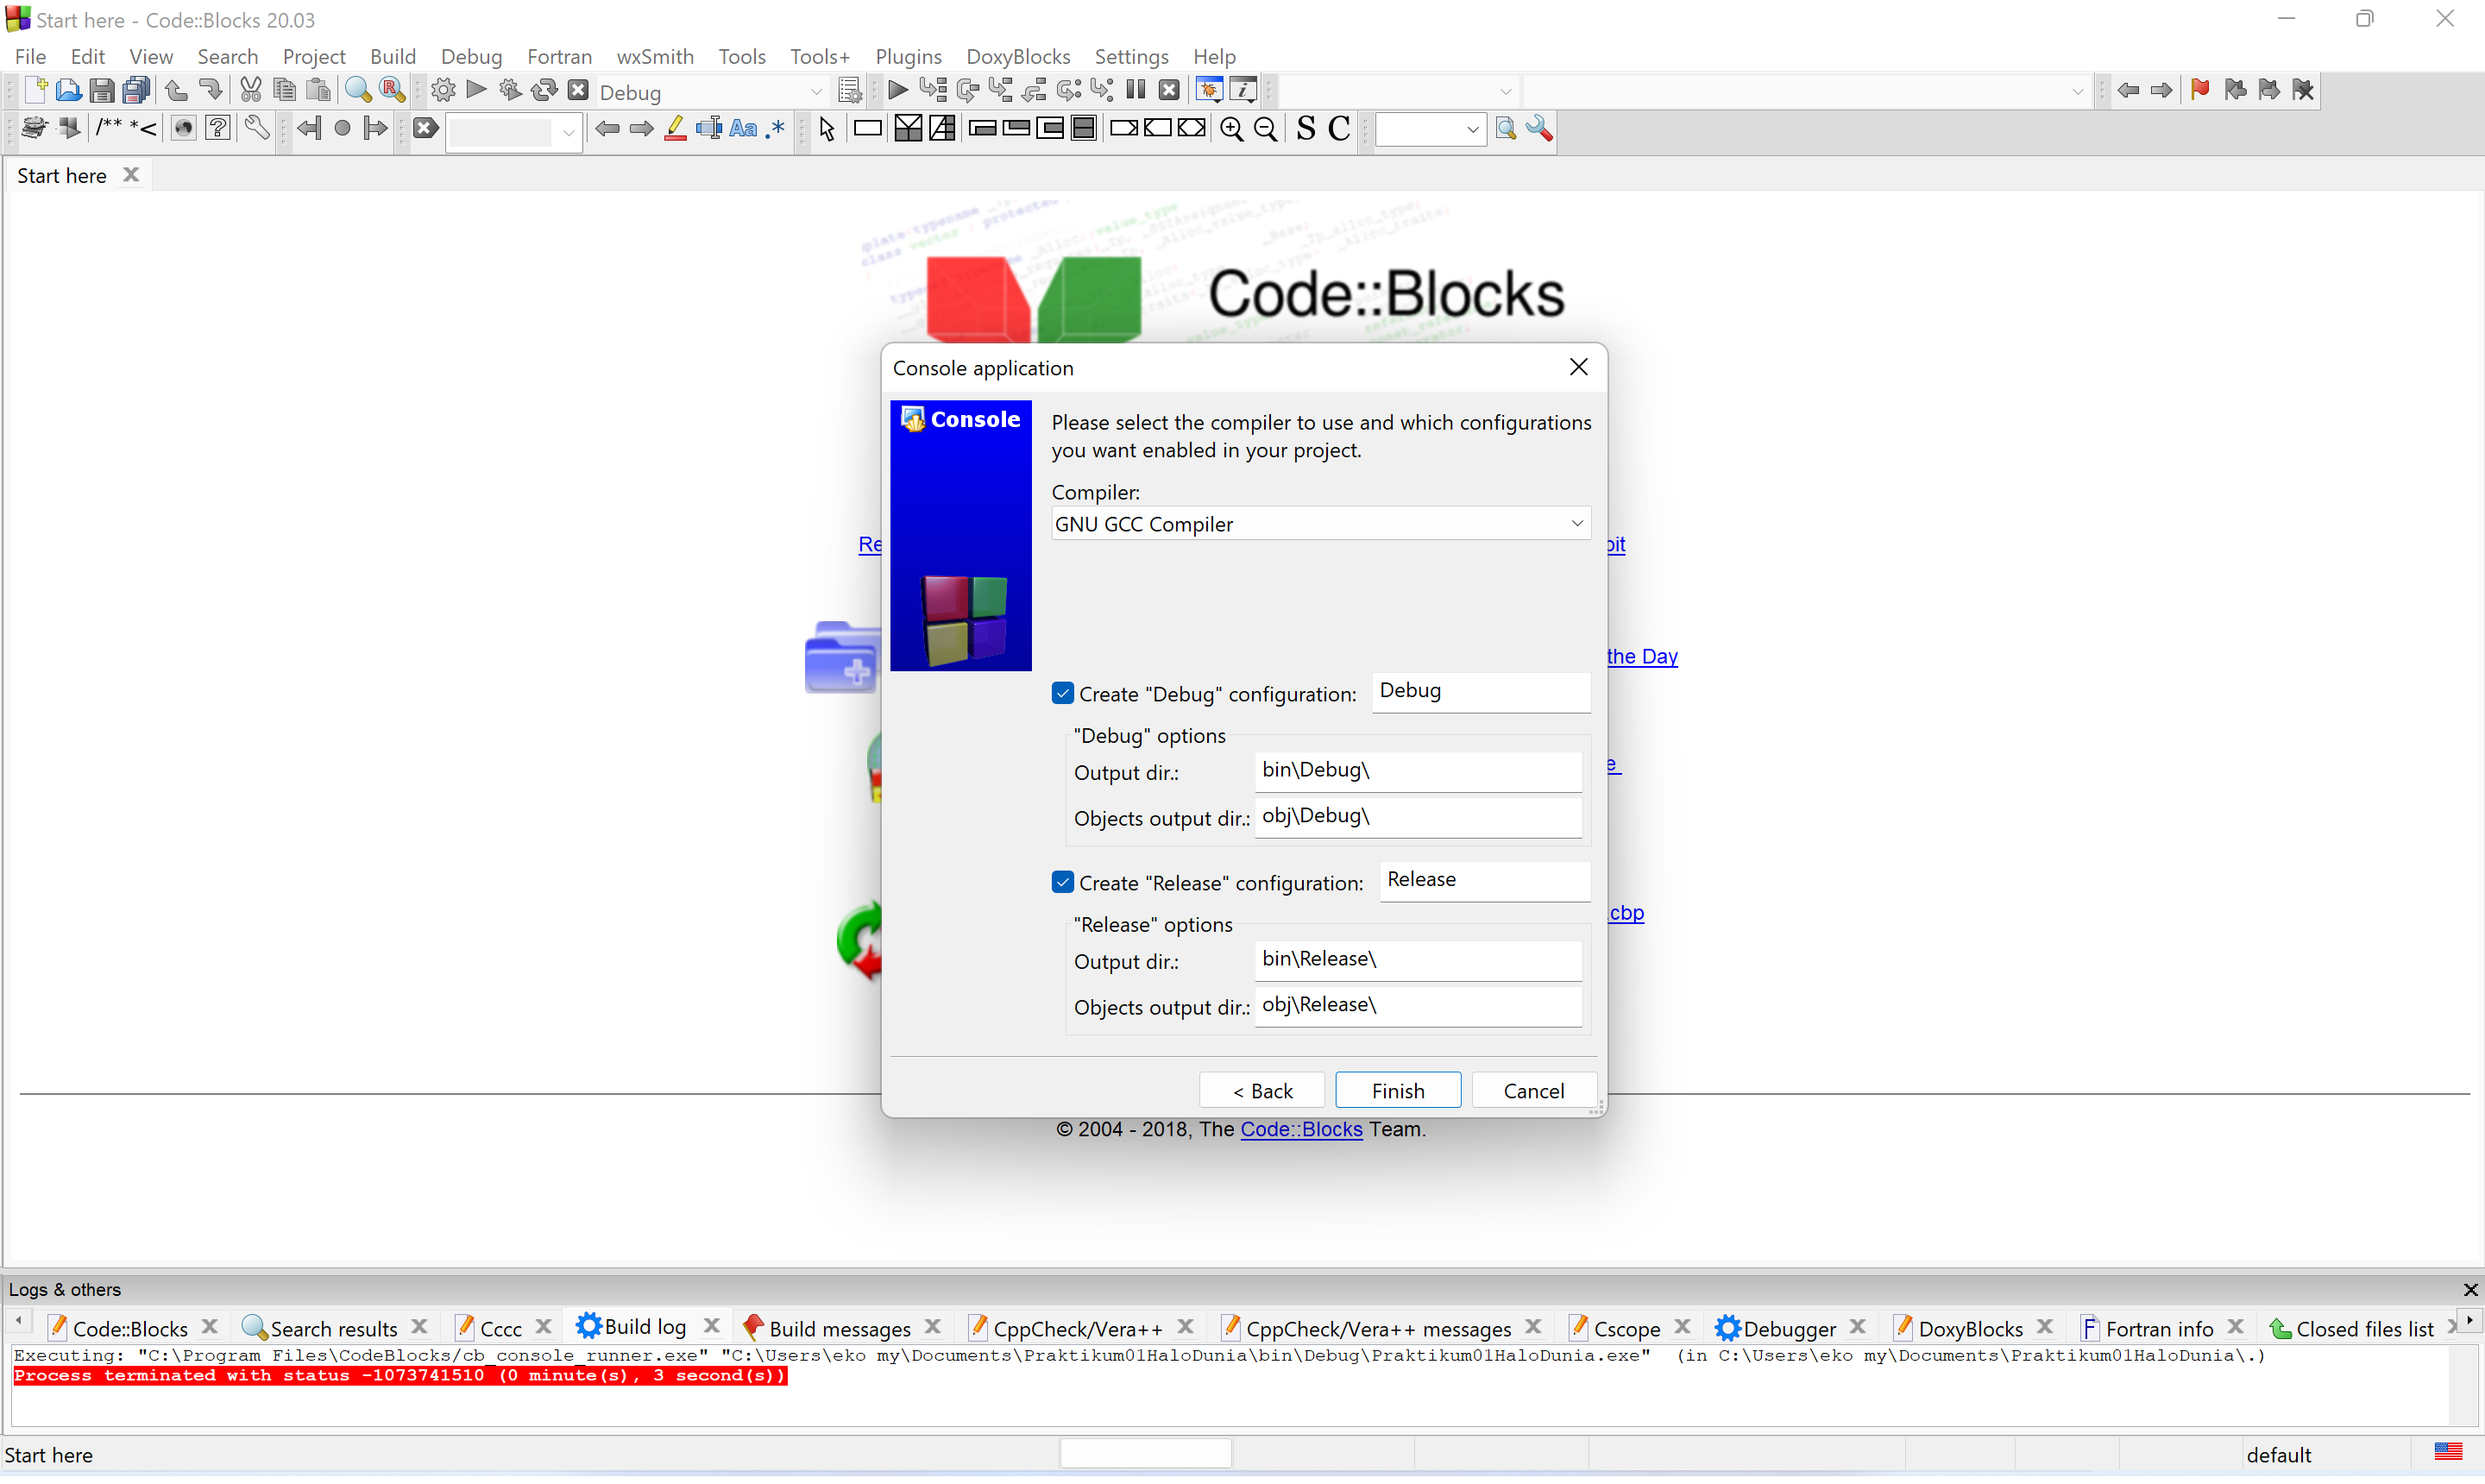 Start here - Code::Blocks 20.03
File Edit View Search Project Build Debug Fortran wxSmith Tools Tools+ Plugins DoxyBlocks Settings Help
Debug
/** *< Aa .* S C
Start here
Code::Blocks
Console application
Console
Please select the compiler to use and which configurations
you want enabled in your project.
Compiler:
GNU GCC Compiler
Re
bit
the Day
Create "Debug" configuration: Debug
"Debug" options
Output dir.: bin\Debug\
e
Objects output dir.: obj\Debug\
Create "Release" configuration: Release
.cbp
"Release" options
Output dir.: bin\Release\
Objects output dir.: obj\Release\
< Back Finish Cancel
© 2004 - 2018, The Code::Blocks Team.
Logs & others
Code::Blocks Search results Cccc Build log Build messages CppCheck/Vera++ CppCheck/Vera++ messages Cscope Debugger DoxyBlocks Fortran info Closed files list
Executing: "C:\Program Files\CodeBlocks/cb_console_runner.exe" "C:\Users\eko my\Documents\Praktikum01HaloDunia\bin\Debug\Praktikum01HaloDunia.exe"  (in C:\Users\eko my\Documents\Praktikum01HaloDunia\.)
Process terminated with status -1073741510 (0 minute(s), 3 second(s))
Start here default